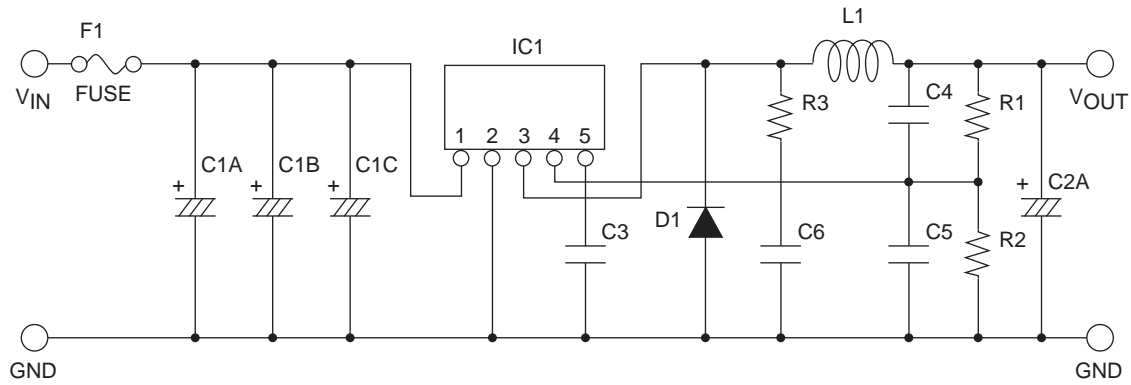 F1
IC1
L1
VIN
FUSE
VOUT
1 2 3 4 5
R3
C4
R1
+ C1A
+ C1B
+ C1C
D1
C3
C6
C5
R2
+ C2A
GND
GND